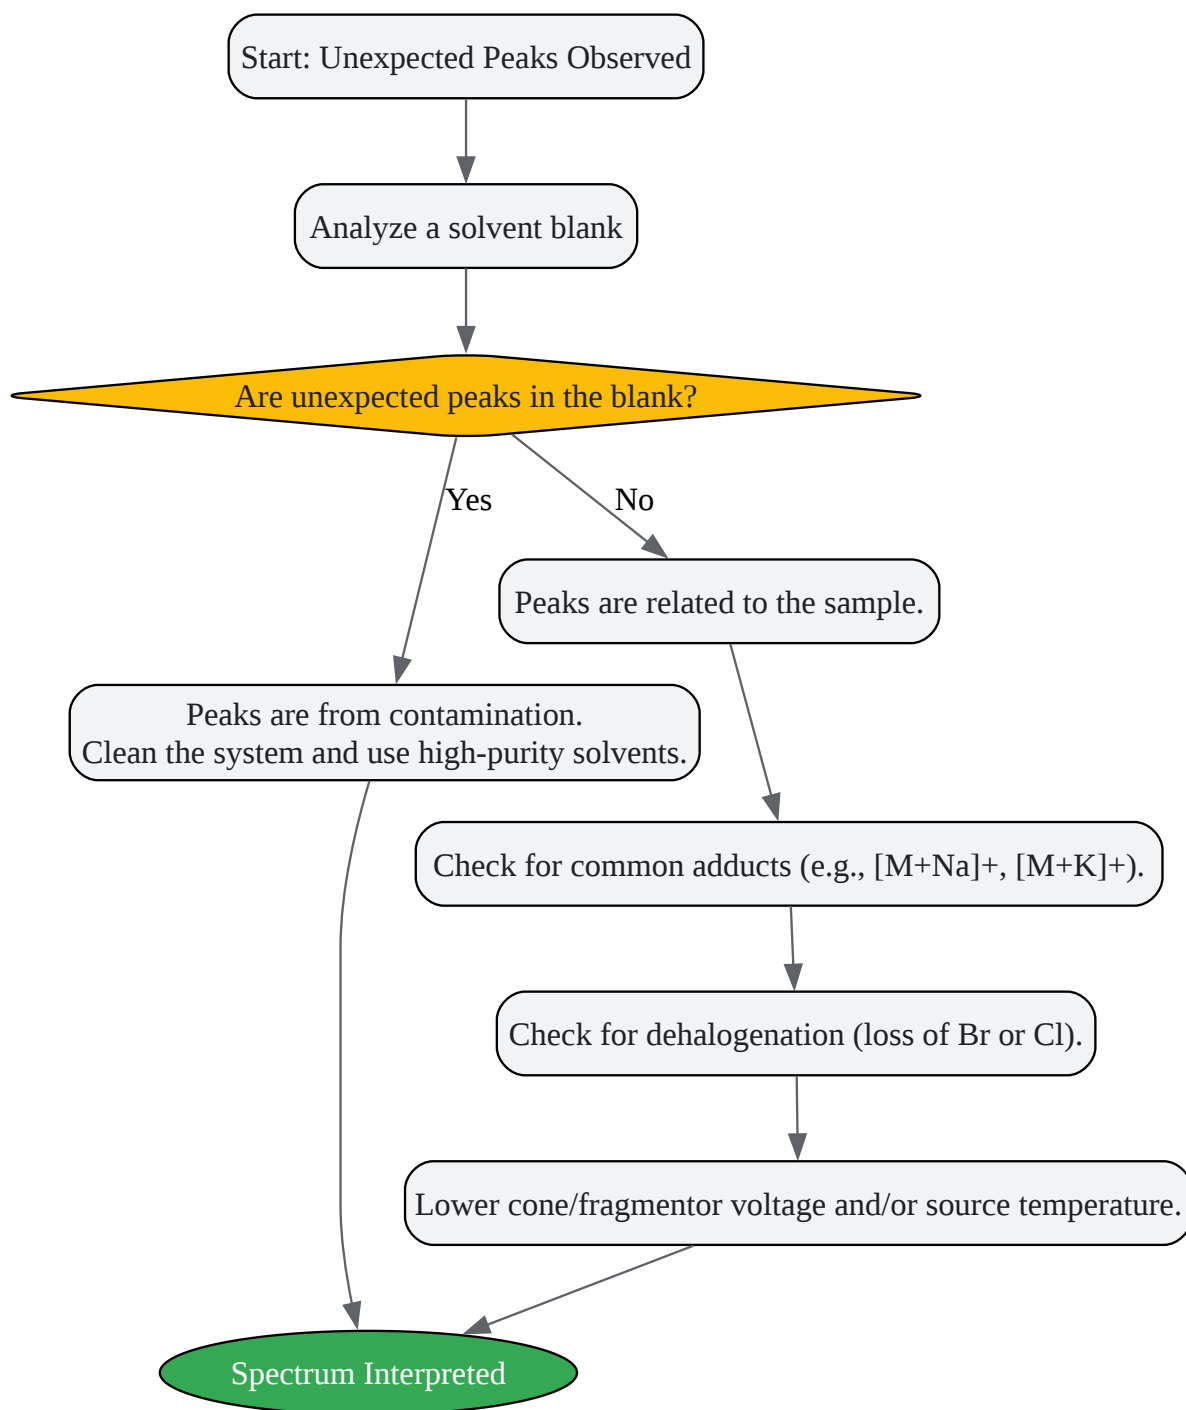 Start: Unexpected Peaks Observed
Analyze a solvent blank
Are unexpected peaks in the blank?
Yes
No
Peaks are related to the sample.
Peaks are from contamination.
Clean the system and use high-purity solvents.
Check for common adducts (e.g., [M+Na]+, [M+K]+).
Check for dehalogenation (loss of Br or Cl).
Lower cone/fragmentor voltage and/or source temperature.
Spectrum Interpreted